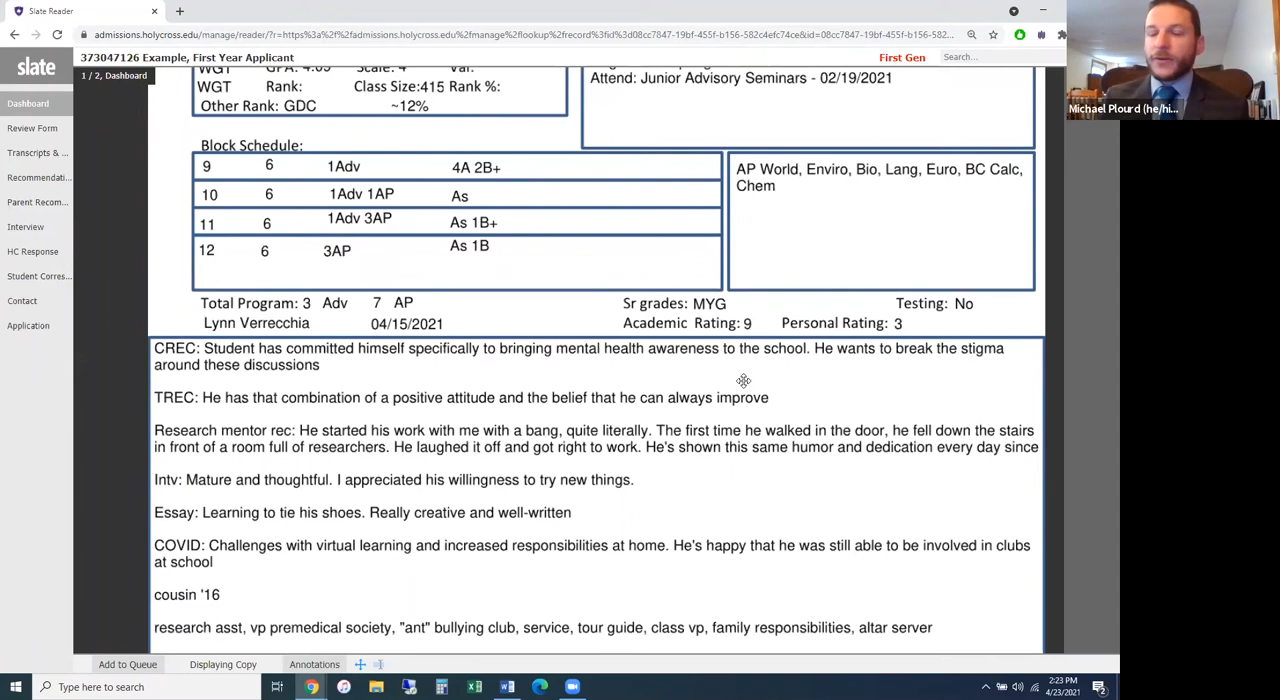 Slate Reader
admissions.holycross.edu/manage/reader/?r=https%3a%2f%2fadmissions.holycross.edu%2fmanage%2flookup%2frecord%3fid%3d08cc7847-19bf-455f-b156-582c4efc74ce&id=08cc7847-19bf-455f-b156-582c4efc74ce%2f...
373047126 Example, First Year Applicant
First Gen
Search...
slate
1 / 2, Dashboard
Dashboard
Review Form
Transcripts & ...
Recommendati...
Parent Recom...
Interview
HC Response
Student Corres...
Contact
Application
WGT GPA: 4.09 Scale: 4 Val:
WGT Rank: Class Size:415 Rank %:
Other Rank: GDC ~12%
Attend: Junior Advisory Seminars - 02/19/2021
Block Schedule:
9 6 1Adv 4A 2B+
10 6 1Adv 1AP As
11 6 1Adv 3AP As 1B+
12 6 3AP As 1B
AP World, Enviro, Bio, Lang, Euro, BC Calc,
Chem
Total Program: 3 Adv 7 AP
Sr grades: MYG
Testing: No
Lynn Verrecchia 04/15/2021
Academic Rating: 9
Personal Rating: 3
CREC: Student has committed himself specifically to bringing mental health awareness to the school. He wants to break the stigma
around these discussions
TREC: He has that combination of a positive attitude and the belief that he can always improve
Research mentor rec: He started his work with me with a bang, quite literally. The first time he walked in the door, he fell down the stairs
in front of a room full of researchers. He laughed it off and got right to work. He's shown this same humor and dedication every day since
Intv: Mature and thoughtful. I appreciated his willingness to try new things.
Essay: Learning to tie his shoes. Really creative and well-written
COVID: Challenges with virtual learning and increased responsibilities at home. He's happy that he was still able to be involved in clubs
at school
cousin '16
research asst, vp premedical society, "ant" bullying club, service, tour guide, class vp, family responsibilities, altar server
Add to Queue
Displaying Copy
Annotations
Type here to search
2:23 PM
4/23/2021
2
Michael Plourd (he/hi...